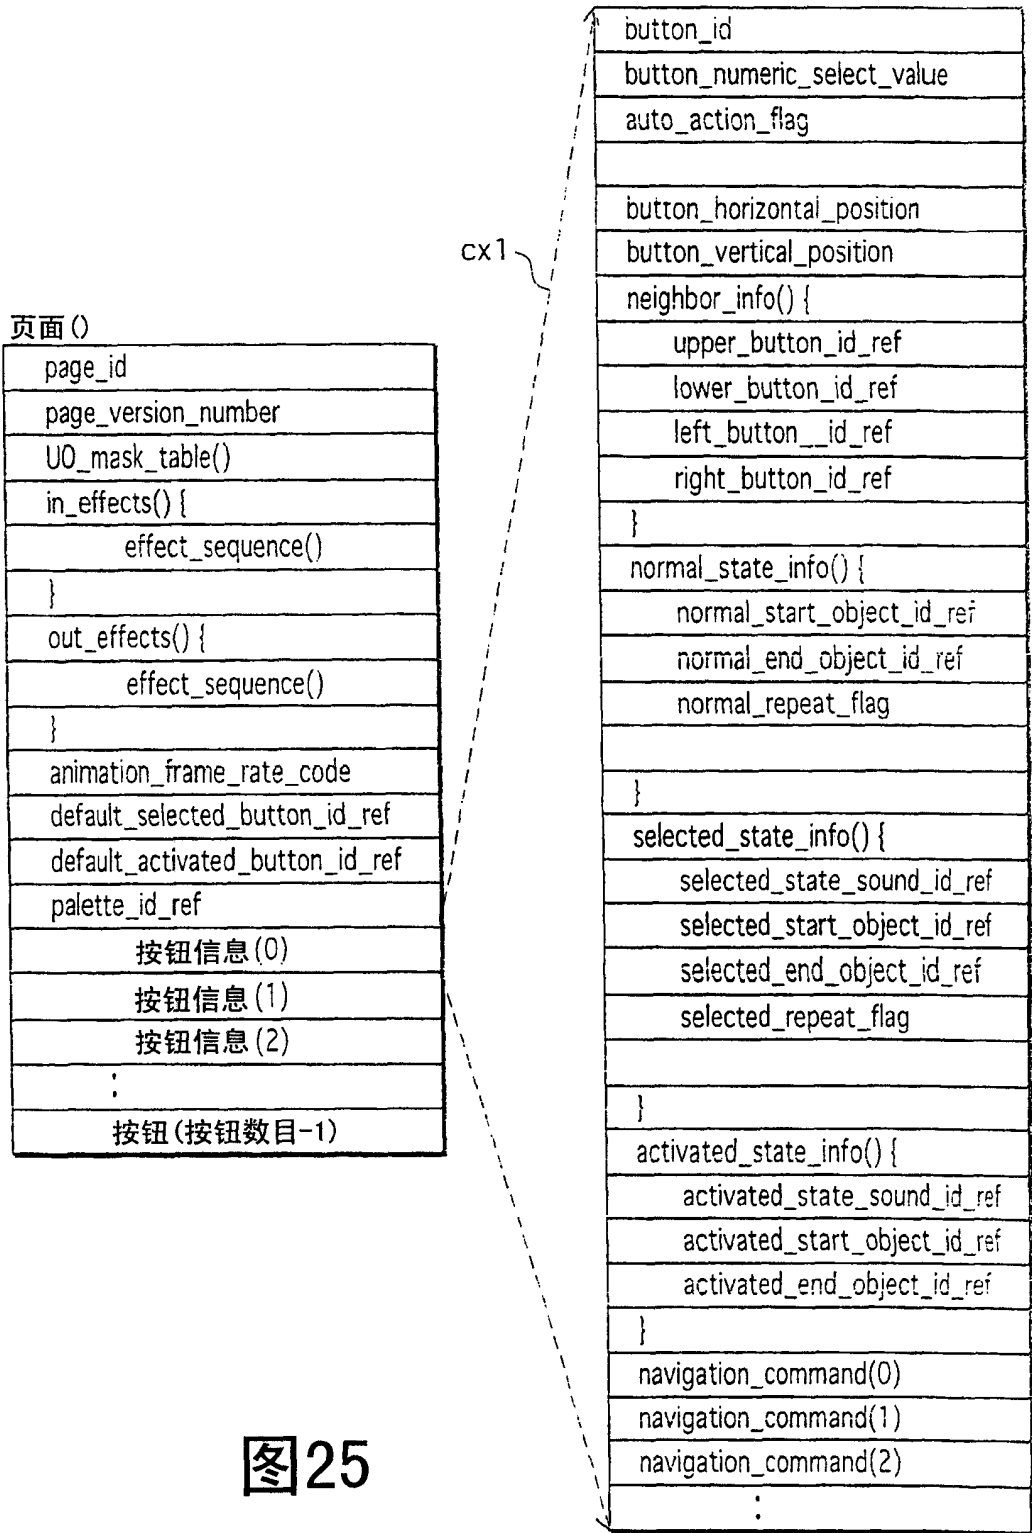 页面()
page_id
page_version_number
UO_mask_table()
in_effects() {
effect_sequence()
}
out_effects() {
effect_sequence()
}
animation_frame_rate_code
default_selected_button_id_ref
default_activated_button_id_ref
palette_id_ref
按钮信息(0)
按钮信息(1)
按钮信息(2)
:
按钮(按钮数目-1)
cx1
button_id
button_numeric_select_value
auto_action_flag
button_horizontal_position
button_vertical_position
neighbor_info() {
upper_button_id_ref
lower_button_id_ref
left_button__id_ref
right_button_id_ref
}
normal_state_info() {
normal_start_object_id_ref
normal_end_object_id_ref
normal_repeat_flag
}
selected_state_info() {
selected_state_sound_id_ref
selected_start_object_id_ref
selected_end_object_id_ref
selected_repeat_flag
}
activated_state_info() {
activated_state_sound_id_ref
activated_start_object_id_ref
activated_end_object_id_ref
}
navigation_command(0)
navigation_command(1)
navigation_command(2)
:
图25